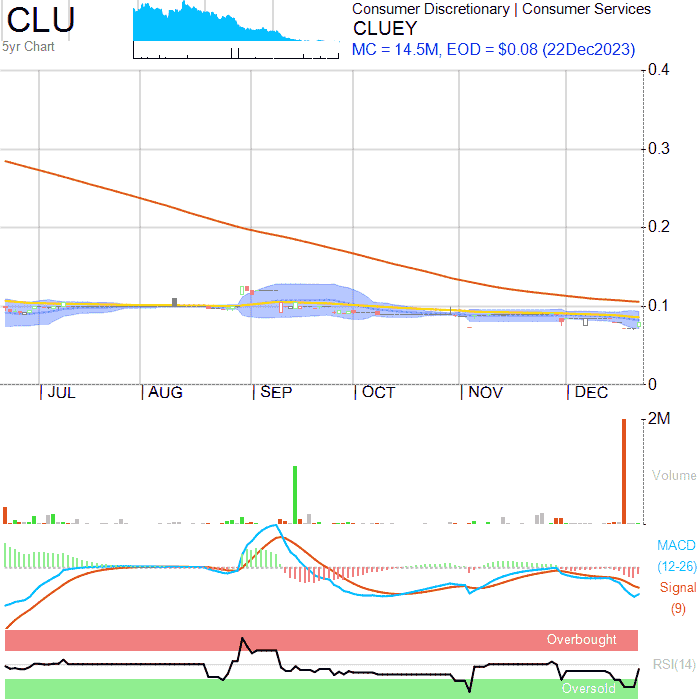 CLU
5yr Chart
Consumer Discretionary | Consumer Services
CLUEY
MC = 14.5M, EOD = $0.08 (22Dec2023)
0.4
0.3
0.2
0.1
0
JUL AUG SEP OCT NOV DEC
2M
Volume
MACD
(12-26)
Signal
(9)
Overbought
RSI(14)
Oversold